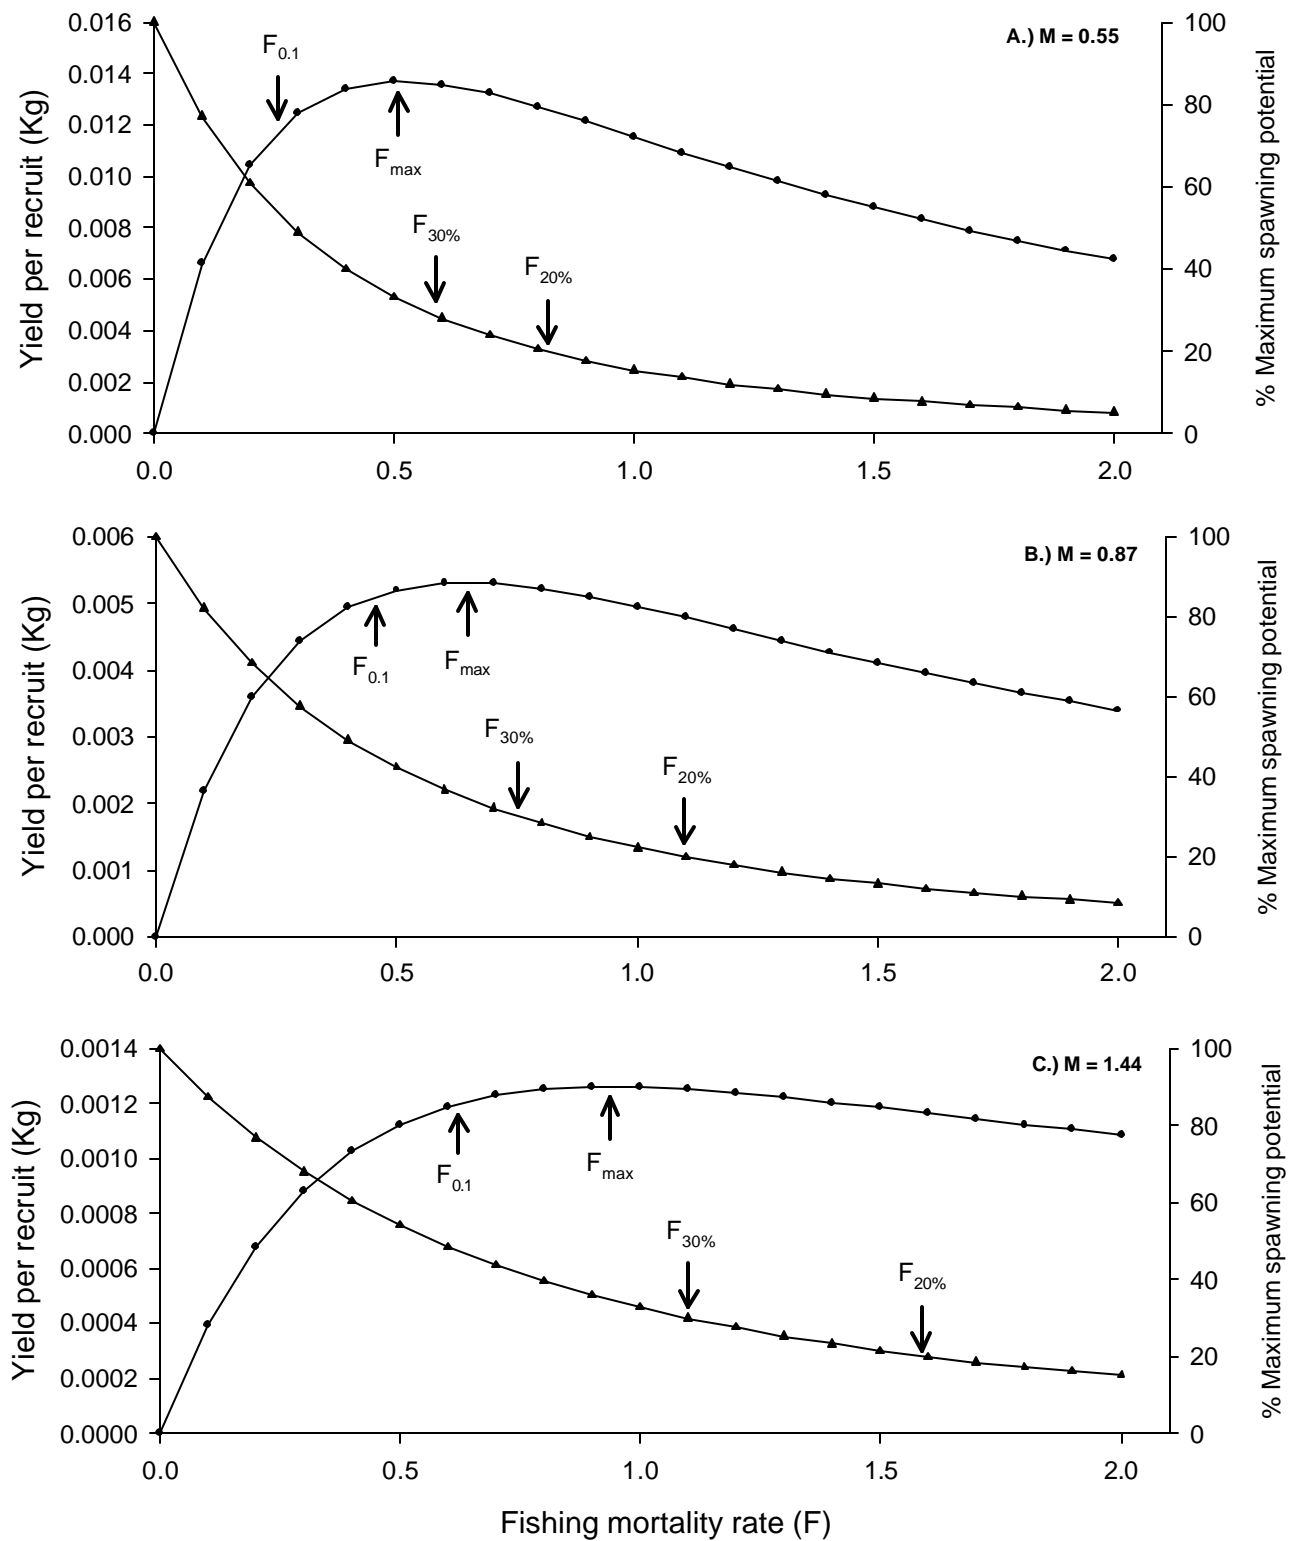 A.) M = 0.55
Yield per recruit (Kg)
0.016
0.014
0.012
0.010
0.008
0.006
0.004
0.002
0.000
F0.1
Fmax
F30%
F20%
100
80
60
40
20
0
% Maximum spawning potential
0.0 0.5 1.0 1.5 2.0
B.) M = 0.87
Yield per recruit (Kg)
0.006
0.005
0.004
0.003
0.002
0.001
0.000
F0.1
Fmax
F30%
F20%
100
80
60
40
20
0
% Maximum spawning potential
0.0 0.5 1.0 1.5 2.0
C.) M = 1.44
Yield per recruit (Kg)
0.0014
0.0012
0.0010
0.0008
0.0006
0.0004
0.0002
0.0000
F0.1
Fmax
F30%
F20%
100
80
60
40
20
0
% Maximum spawning potential
0.0 0.5 1.0 1.5 2.0
Fishing mortality rate (F)